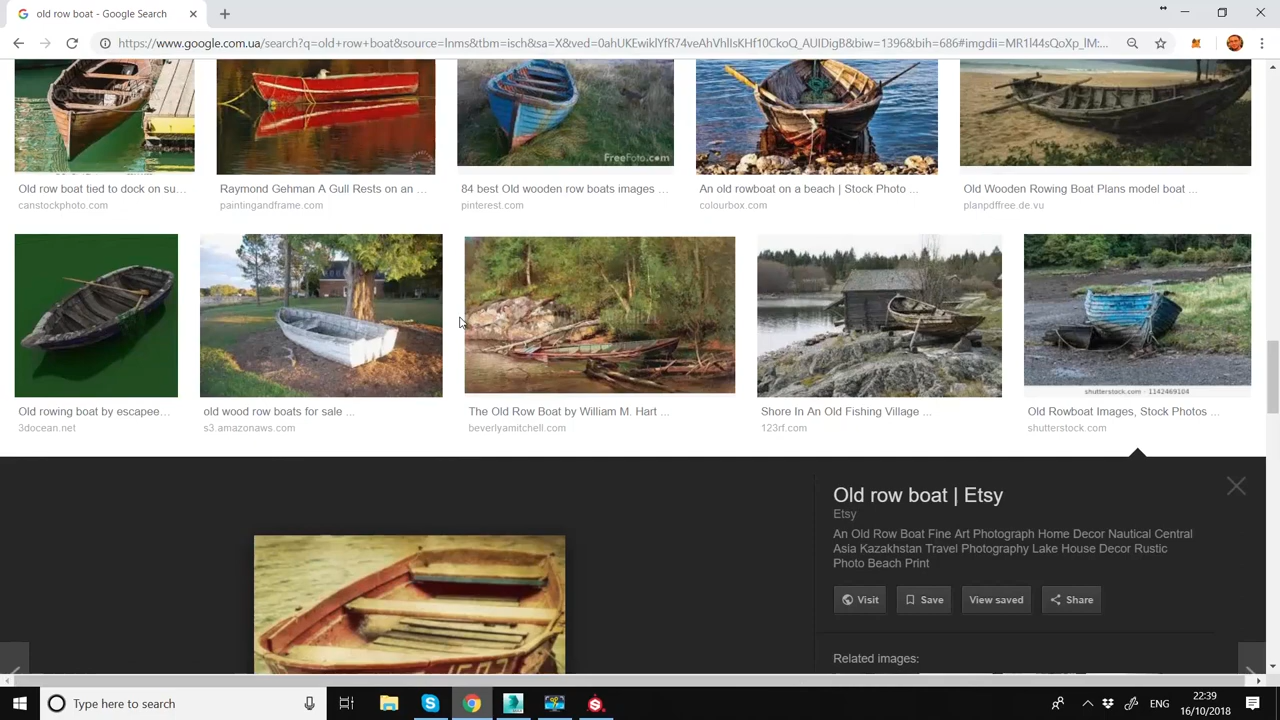 old row boat - Google Search
https://www.google.com.ua/search?q=old+row+boat&source=lnms&tbm=isch&sa=X&ved=0ahUKEwiklYfR74veAhVhlIsKHf10CkoQ_AUIDigB&biw=1396&bih=686#imgdii=MR1l44sQoXp_lM:...
FreeFoto.com
Old row boat tied to dock on su...
canstockphoto.com
Raymond Gehman A Gull Rests on an ...
paintingandframe.com
84 best Old wooden row boats images ...
pinterest.com
An old rowboat on a beach | Stock Photo ...
colourbox.com
Old Wooden Rowing Boat Plans model boat ...
planpdffree.de.vu
shutterstock.com • 1142469104
Old rowing boat by escapee...
3docean.net
old wood row boats for sale ...
s3.amazonaws.com
The Old Row Boat by William M. Hart ...
beverlyamitchell.com
Shore In An Old Fishing Village ...
123rf.com
Old Rowboat Images, Stock Photos ...
shutterstock.com
Old row boat | Etsy
Etsy
An Old Row Boat Fine Art Photograph Home Decor Nautical Central
Asia Kazakhstan Travel Photography Lake House Decor Rustic
Photo Beach Print
Visit
Save
View saved
Share
Related images:
Type here to search
ENG
22:39
16/10/2018